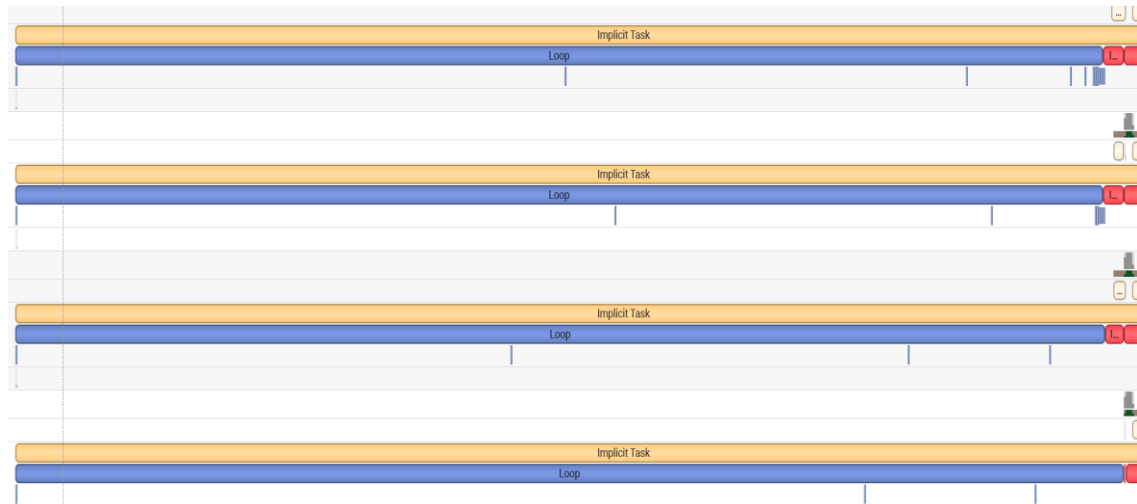 ...
Implicit Task
Loop
I...
Implicit Task
Loop
I...
...
Implicit Task
Loop
I...
Implicit Task
Loop